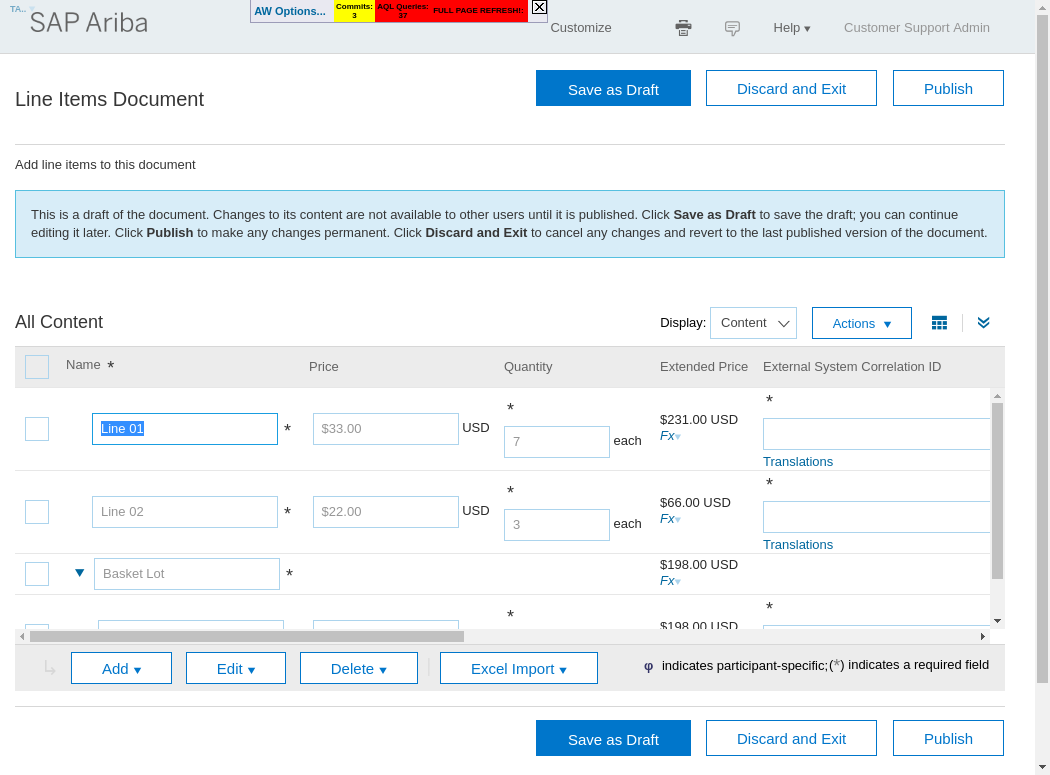 TA..
SAP Ariba
AW Options...
Commits: 3
AQL Queries: 37
FULL PAGE REFRESH!:
Customize
Help
Customer Support Admin
Line Items Document
Save as Draft
Discard and Exit
Publish
Add line items to this document
This is a draft of the document. Changes to its content are not available to other users until it is published. Click Save as Draft to save the draft; you can continue
editing it later. Click Publish to make any changes permanent. Click Discard and Exit to cancel any changes and revert to the last published version of the document.
All Content
Display: Content
Actions
Name *
Price
Quantity
Extended Price
External System Correlation ID
Line 01 *
$33.00 USD
*
7 each
$231.00 USD
Fx
*
Translations
Line 02 *
$22.00 USD
*
3 each
$66.00 USD
Fx
*
Translations
Basket Lot *
$198.00 USD
Fx
*
$198.00 USD
*
Add
Edit
Delete
Excel Import
φ indicates participant-specific;(*) indicates a required field
Save as Draft
Discard and Exit
Publish